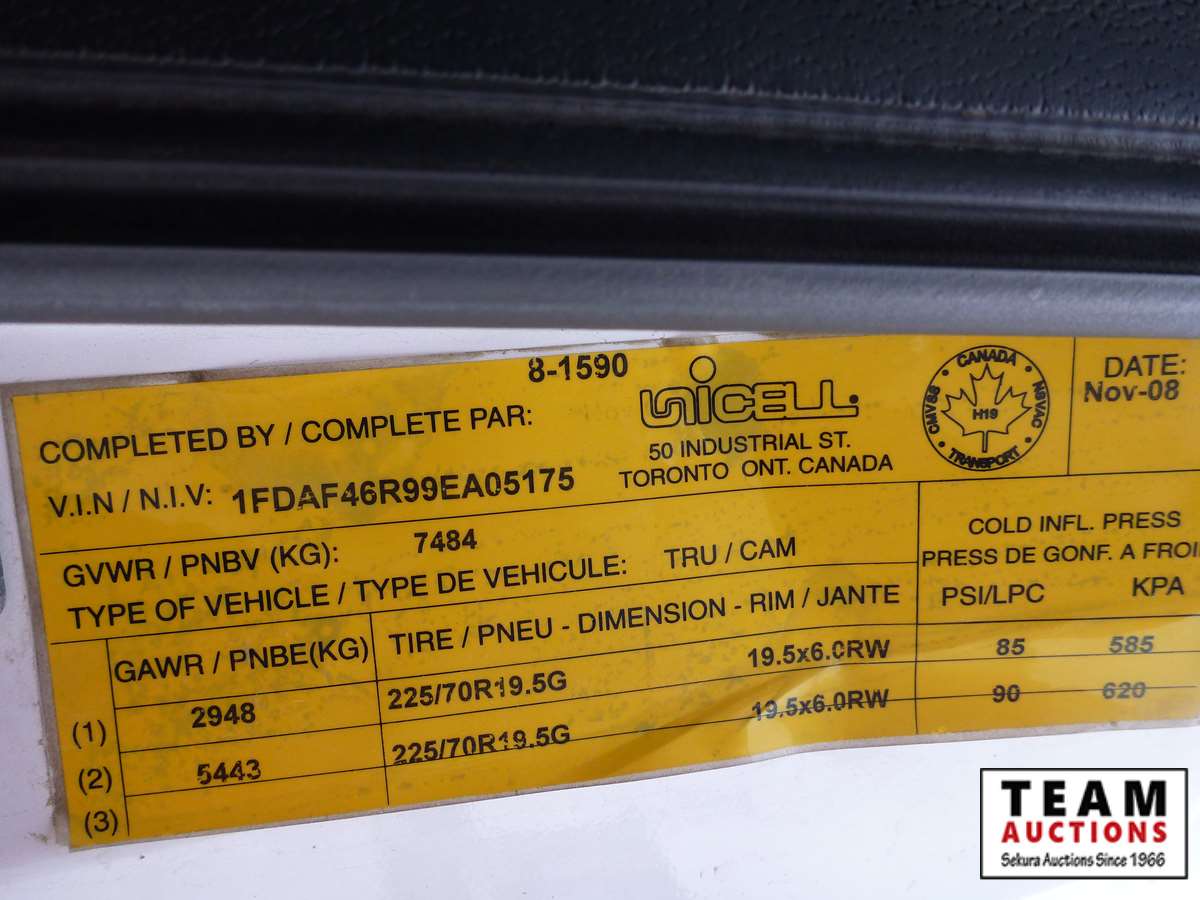 8-1590
COMPLETED BY / COMPLETE PAR:
UNiCELL.
50 INDUSTRIAL ST.
TORONTO ONT. CANADA
CANADA
CMVSS
NSVAC
H19
TRANSPORT
DATE:
Nov-08
V.I.N / N.I.V: 1FDAF46R99EA05175
GVWR / PNBV (KG): 7484
TYPE OF VEHICLE / TYPE DE VEHICULE: TRU / CAM
COLD INFL. PRESS
PRESS DE GONF. A FROI
GAWR / PNBE(KG) TIRE / PNEU - DIMENSION - RIM / JANTE PSI/LPC KPA
(1) 2948 225/70R19.5G 19.5x6.0RW 85 585
(2) 5443 225/70R19.5G 19.5x6.0RW 90 620
(3)
TEAM
AUCTIONS
Sekura Auctions Since 1966